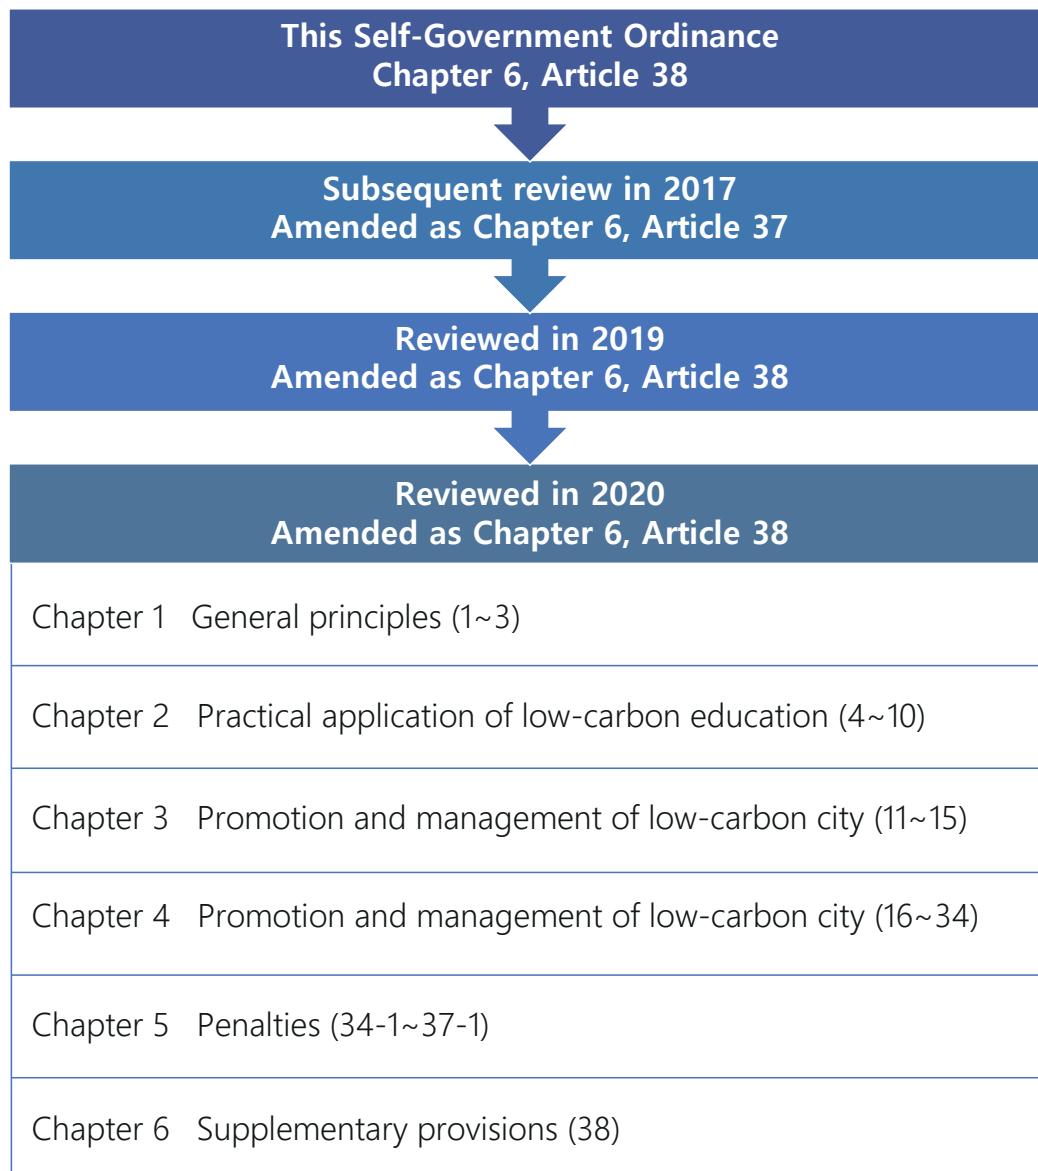 This Self-Government Ordinance
Chapter 6, Article 38
Subsequent review in 2017
Amended as Chapter 6, Article 37
Reviewed in 2019
Amended as Chapter 6, Article 38
Reviewed in 2020
Amended as Chapter 6, Article 38
Chapter 1 General principles (1~3)
Chapter 2 Practical application of low-carbon education (4~10)
Chapter 3 Promotion and management of low-carbon city (11~15)
Chapter 4 Promotion and management of low-carbon city (16~34)
Chapter 5 Penalties (34-1~37-1)
Chapter 6 Supplementary provisions (38)